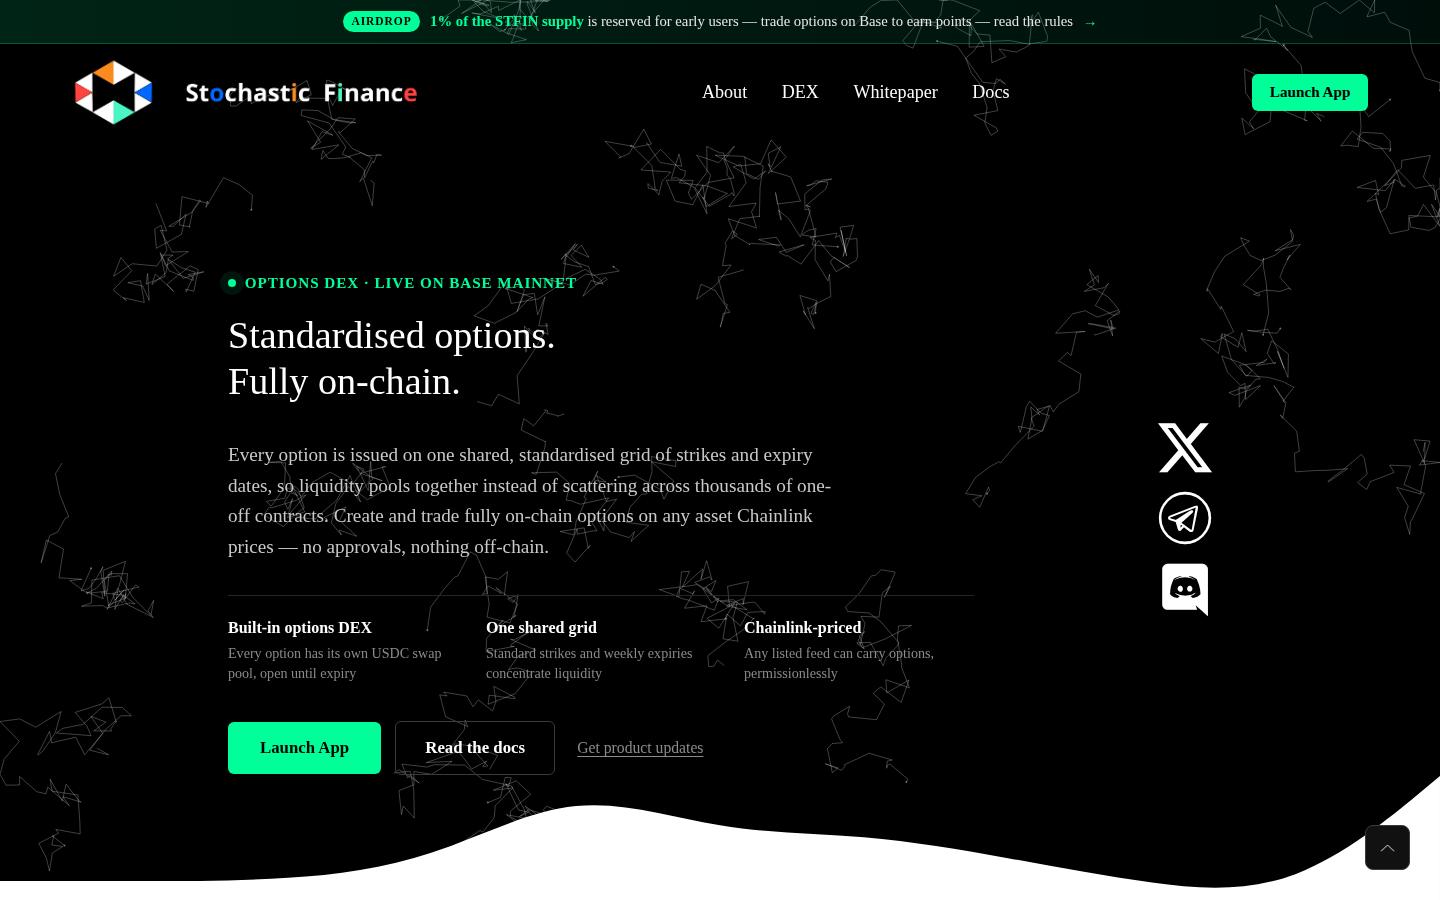 AIRDROP 1% of the STFIN supply is reserved for early users — trade options on Base to earn points — read the rules →
Stochastic Finance
About DEX Whitepaper Docs
Launch App
OPTIONS DEX · LIVE ON BASE MAINNET
Standardised options.
Fully on-chain.
Every option is issued on one shared, standardised grid of strikes and expiry
dates, so liquidity pools together instead of scattering across thousands of one-
off contracts. Create and trade fully on-chain options on any asset Chainlink
prices — no approvals, nothing off-chain.
Built-in options DEX
Every option has its own USDC swap
pool, open until expiry
One shared grid
Standard strikes and weekly expiries
concentrate liquidity
Chainlink-priced
Any listed feed can carry options,
permissionlessly
Launch App
Read the docs
Get product updates